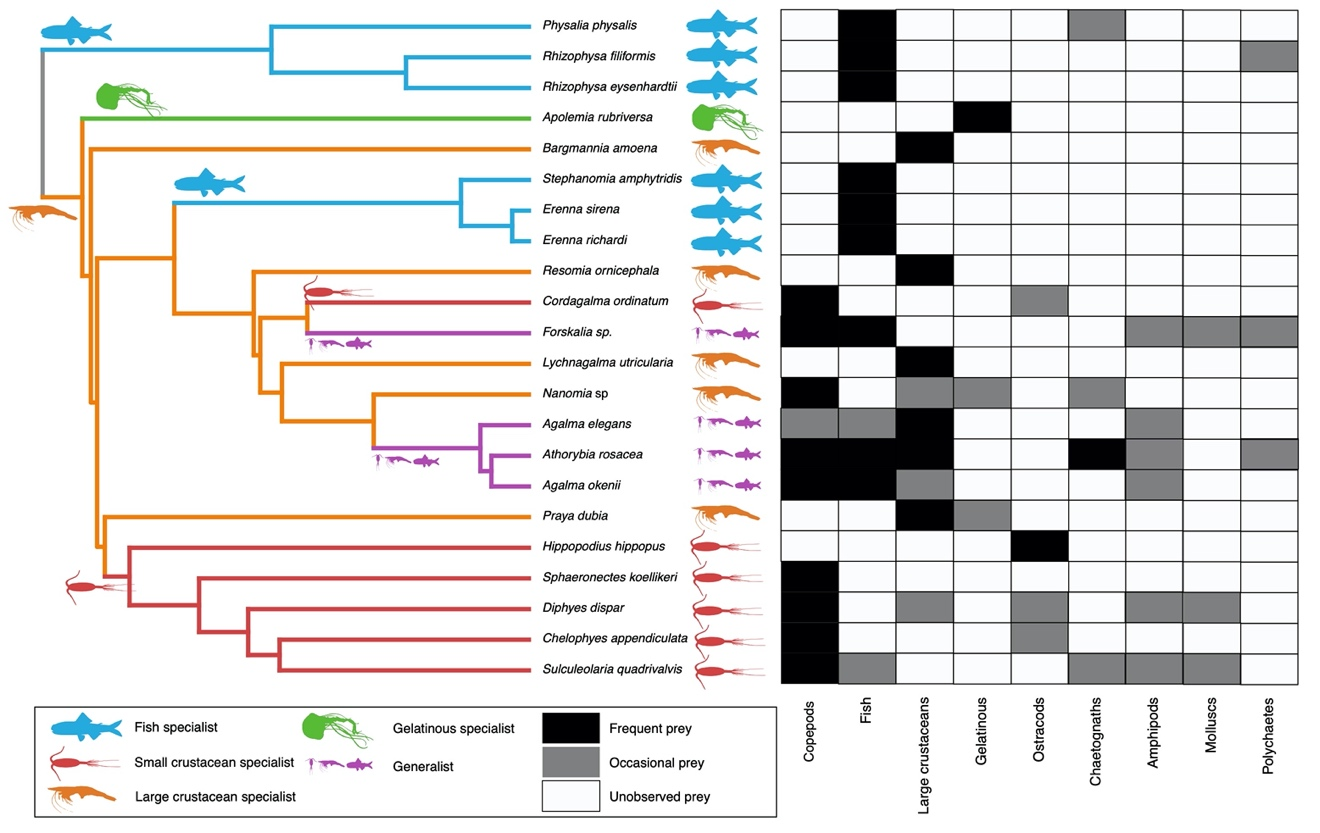 Physalia physalis
Rhizophysa filiformis
Rhizophysa eysenhardtii
Apolemia rubriversa
Bargmannia amoena
Stephanomia amphytridis
Erenna sirena
Erenna richardi
Resomia ornicephala
Cordagalma ordinatum
Forskalia sp.
Lychnagalma utricularia
Nanomia sp
Agalma elegans
Athorybia rosacea
Agalma okenii
Praya dubia
Hippopodius hippopus
Sphaeronectes koellikeri
Diphyes dispar
Chelophyes appendiculata
Sulculeolaria quadrivalvis
Copepods
Fish
Large crustaceans
Gelatinous
Ostracods
Chaetognaths
Amphipods
Molluscs
Polychaetes
Fish specialist
Small crustacean specialist
Large crustacean specialist
Gelatinous specialist
Generalist
Frequent prey
Occasional prey
Unobserved prey